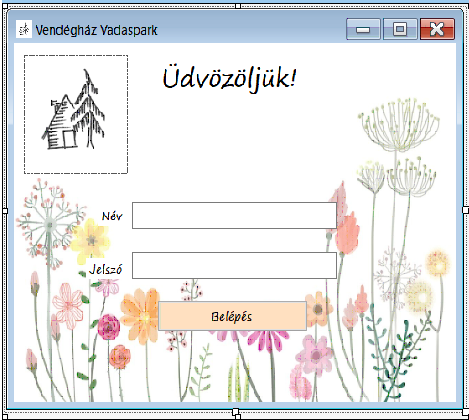 Vendégház Vadaspark
Üdvözöljük!
Név
Jelszó
Belépés